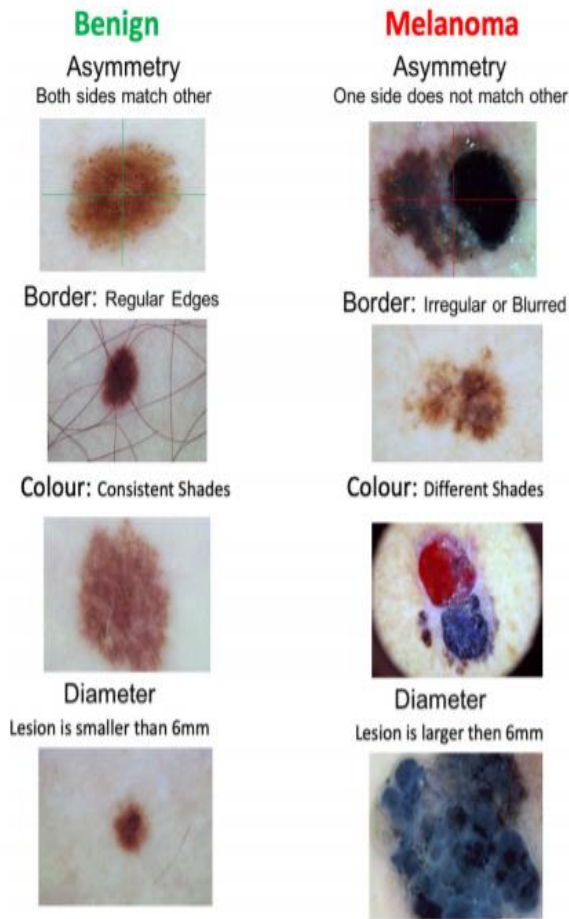 Benign
Melanoma
Asymmetry
Both sides match other
Asymmetry
One side does not match other
Border: Regular Edges
Border: Irregular or Blurred
Colour: Consistent Shades
Colour: Different Shades
Diameter
Lesion is smaller than 6mm
Diameter
Lesion is larger then 6mm